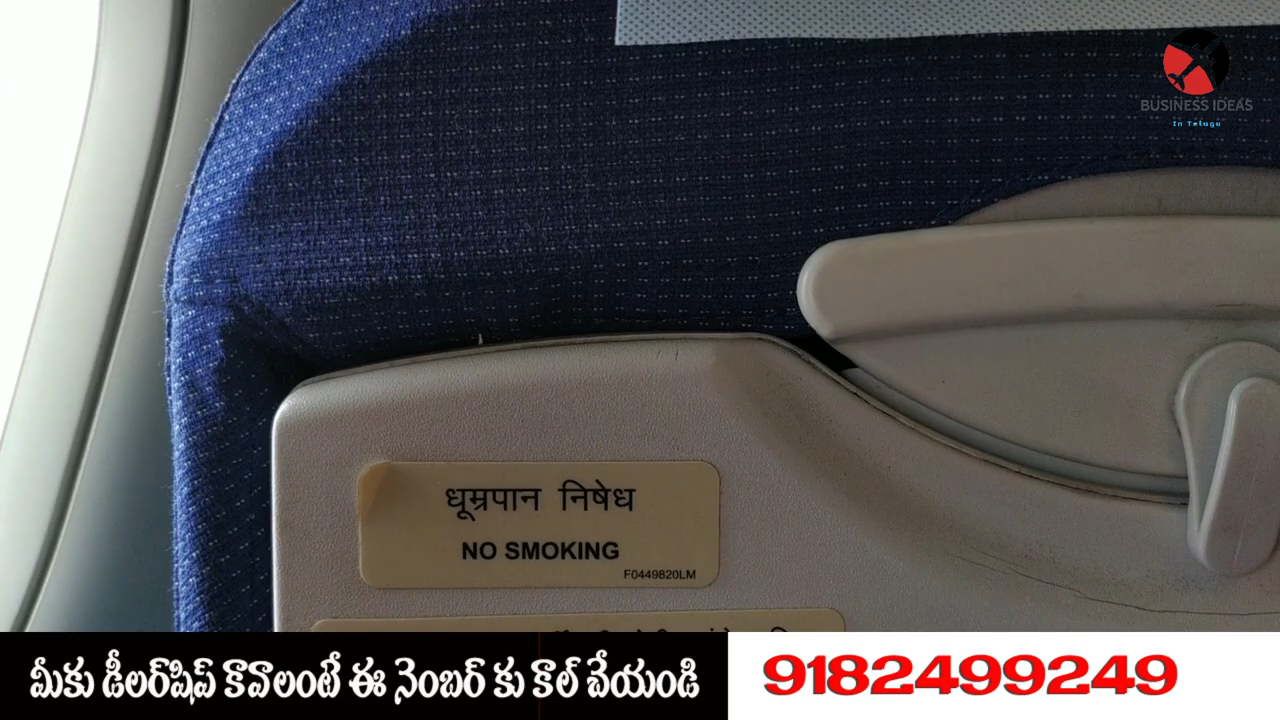 BUSINESS IDEAS
In Telugu
धूम्रपान निषेध
NO SMOKING
F0449820LM
మీకు డీలర్‌షిప్ కావాలంటే ఈ నెంబర్ కు కాల్ చేయండి
9182499249